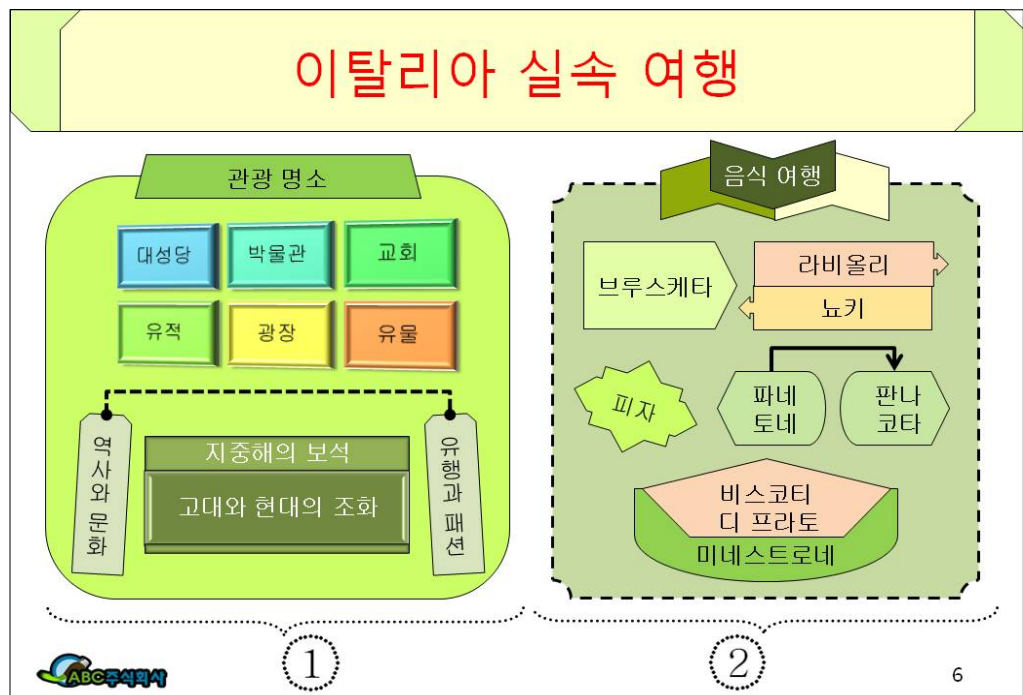 이탈리아 실속 여행
관광 명소
대성당
박물관
교회
유적
광장
유물
역사와 문화
지중해의 보석
고대와 현대의 조화
유행과 패션
음식 여행
브루스케타
라비올리
뇨키
피자
파네
토네
판나
코타
비스코티
디 프라토
미네스트로네
1
2
ABC주식회사
6